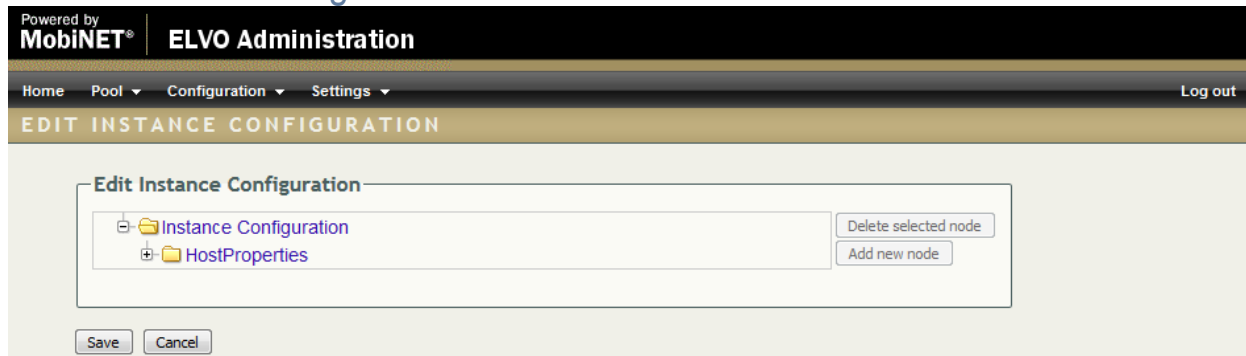 Powered by
MobiNET® ELVO Administration
Home Pool Configuration Settings Log out
EDIT INSTANCE CONFIGURATION
Edit Instance Configuration
Instance Configuration Delete selected node
HostProperties Add new node
Save Cancel